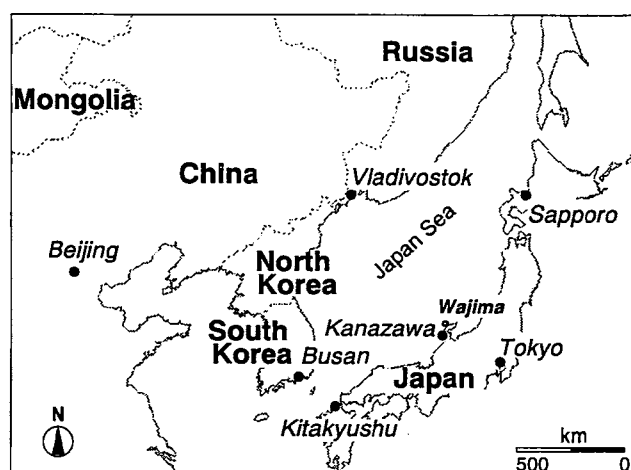 Russia
Mongolia
China
Vladivostok
Sapporo
Japan Sea
Beijing
North
Korea
Wajima
South
Korea
Kanazawa
Busan
Tokyo
Japan
Kitakyushu
N
km
500 0